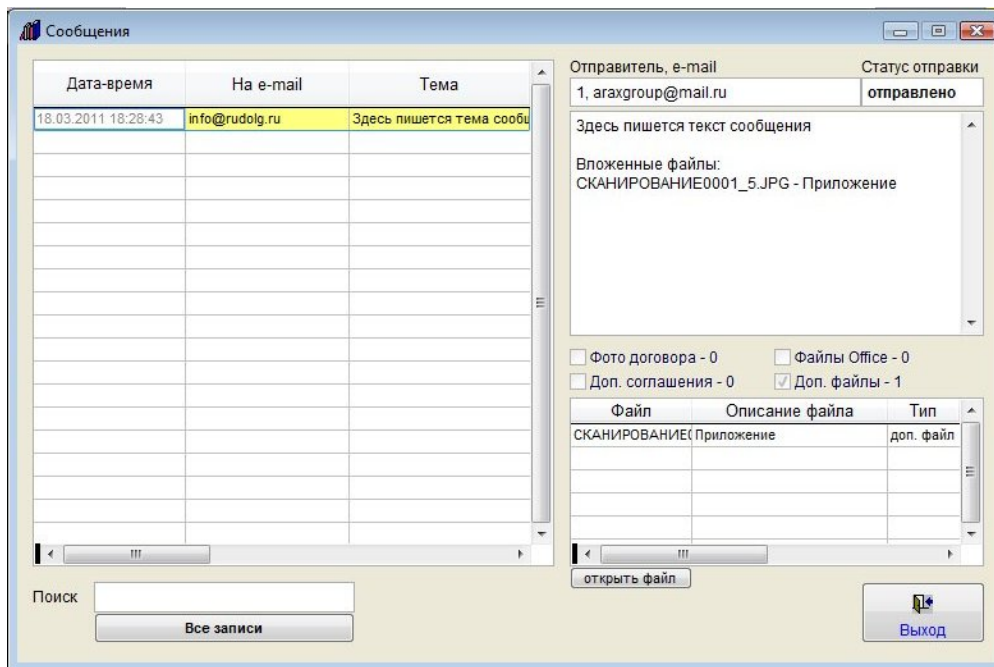 Сообщения
Дата-время На e-mail Тема
18.03.2011 18:28:43 info@rudolg.ru Здесь пишется тема сообщ
Поиск
Все записи
Отправитель, e-mail Статус отправки
1, araxgroup@mail.ru отправлено
Здесь пишется текст сообщения
Вложенные файлы:
СКАНИРОВАНИЕ0001_5.JPG - Приложение
Фото договора - 0 Файлы Office - 0
Доп. соглашения - 0 Доп. файлы - 1
Файл Описание файла Тип
СКАНИРОВАНИЕ0 Приложение доп. файл
открыть файл
Выход